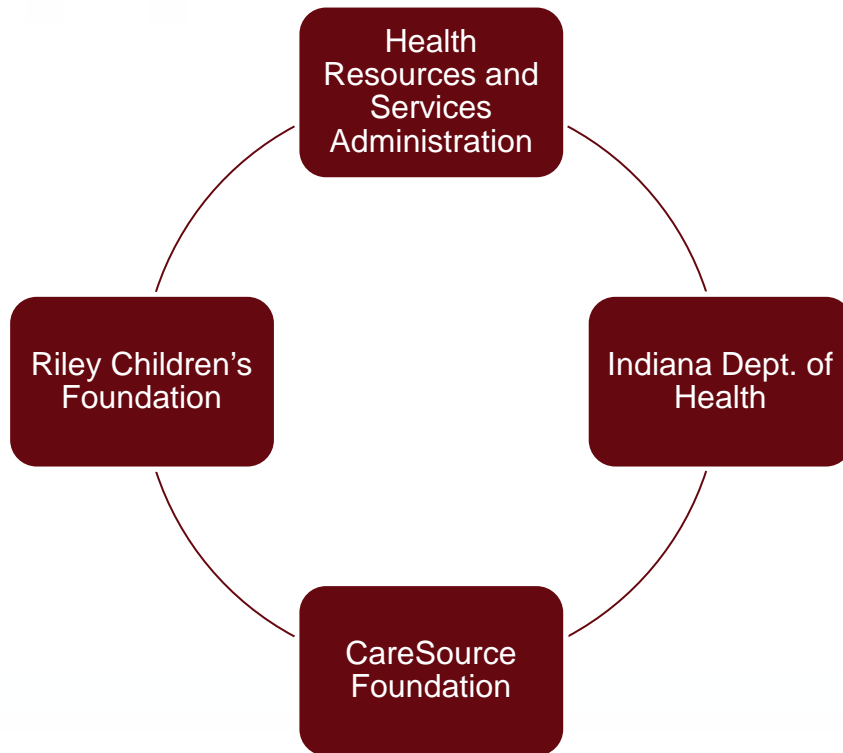 Health
Resources and
Services
Administration
Riley Children’s
Foundation
Indiana Dept. of
Health
CareSource
Foundation